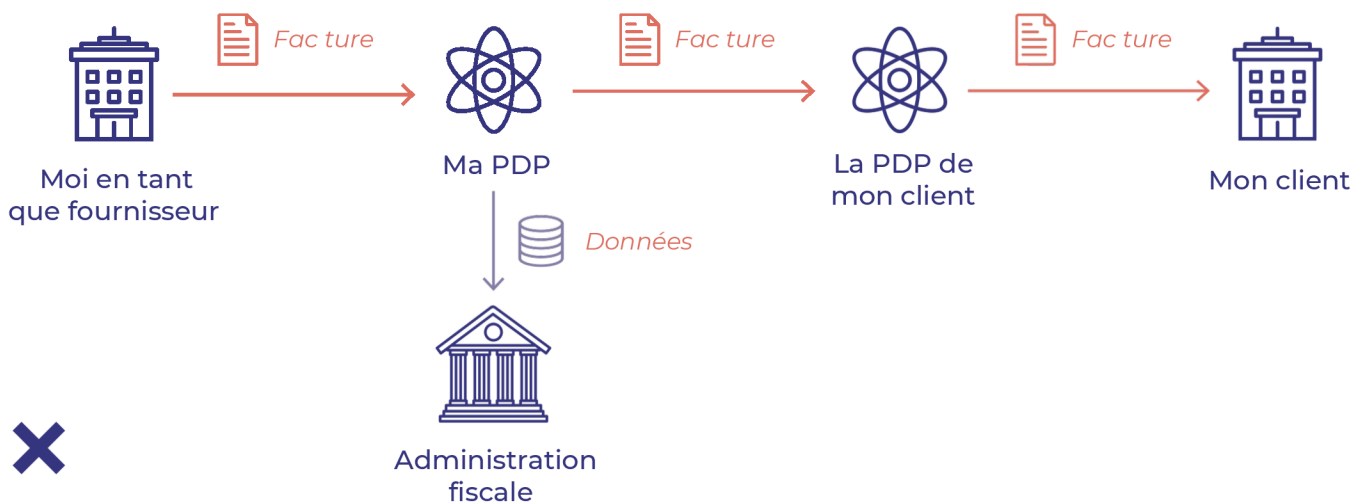 Fac ture
Fac ture
Fac ture
Moi en tant
que fournisseur
Ma PDP
La PDP de
mon client
Mon client
Données
Administration
fiscale